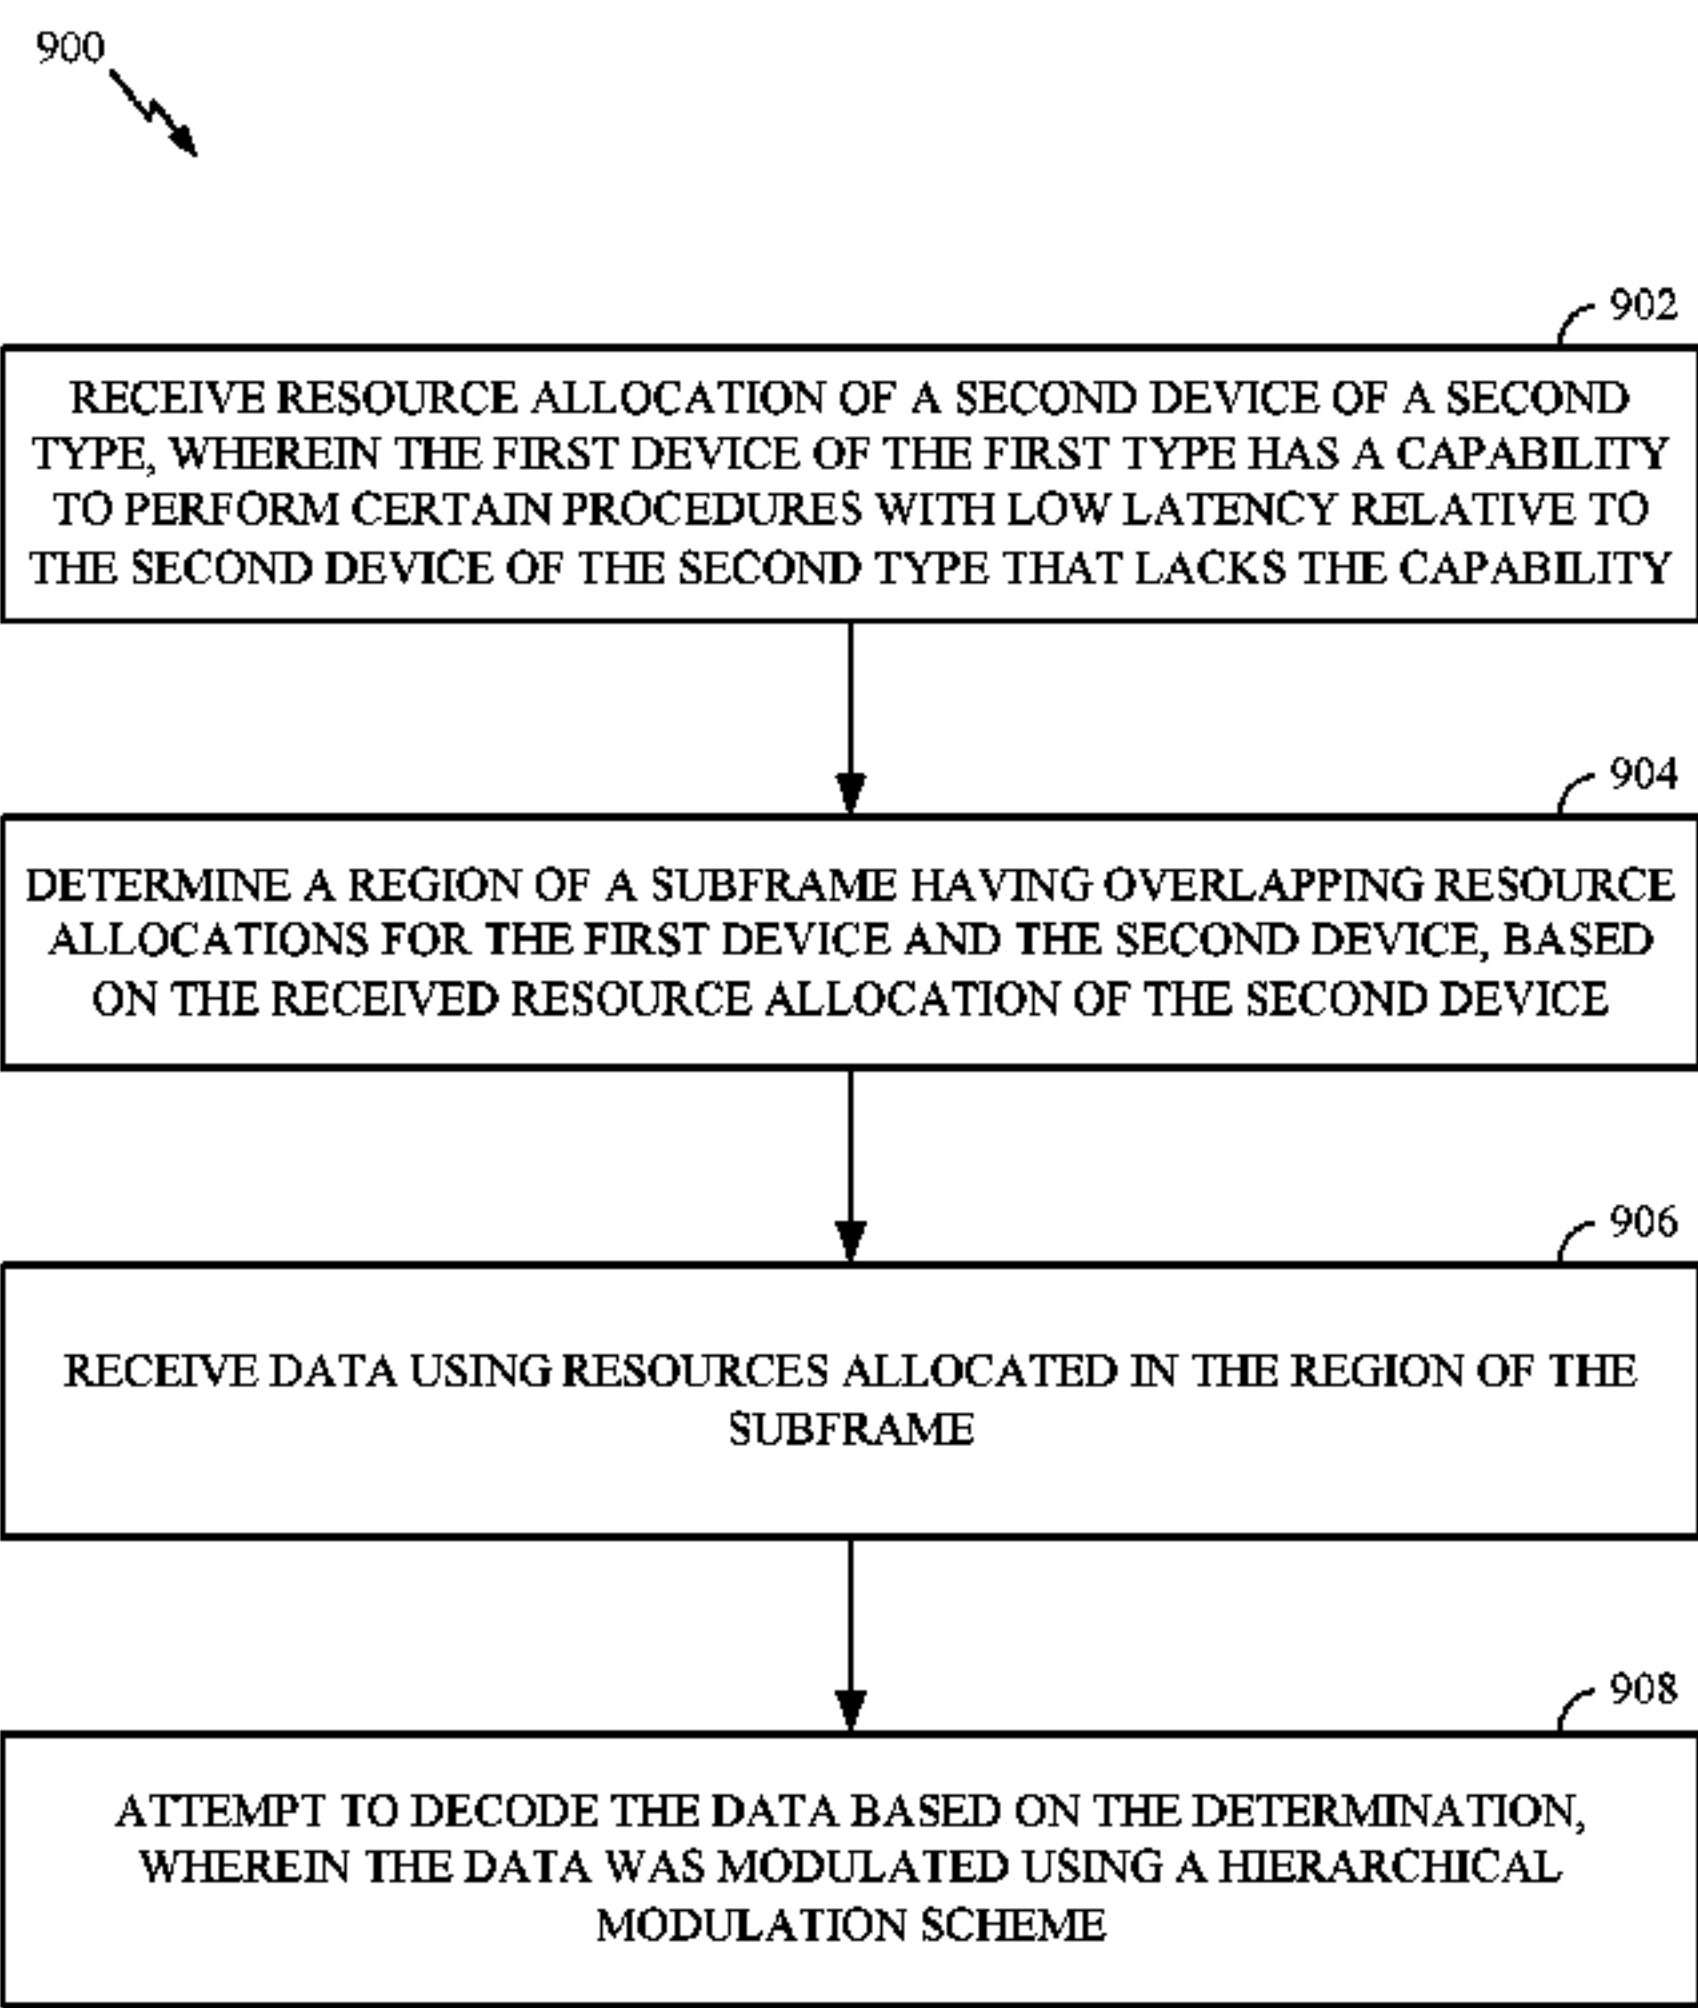 900
902
RECEIVE RESOURCE ALLOCATION OF A SECOND DEVICE OF A SECOND
TYPE, WHEREIN THE FIRST DEVICE OF THE FIRST TYPE HAS A CAPABILITY
TO PERFORM CERTAIN PROCEDURES WITH LOW LATENCY RELATIVE TO
THE SECOND DEVICE OF THE SECOND TYPE THAT LACKS THE CAPABILITY
904
DETERMINE A REGION OF A SUBFRAME HAVING OVERLAPPING RESOURCE
ALLOCATIONS FOR THE FIRST DEVICE AND THE SECOND DEVICE, BASED
ON THE RECEIVED RESOURCE ALLOCATION OF THE SECOND DEVICE
906
RECEIVE DATA USING RESOURCES ALLOCATED IN THE REGION OF THE
SUBFRAME
908
ATTEMPT TO DECODE THE DATA BASED ON THE DETERMINATION,
WHEREIN THE DATA WAS MODULATED USING A HIERARCHICAL
MODULATION SCHEME